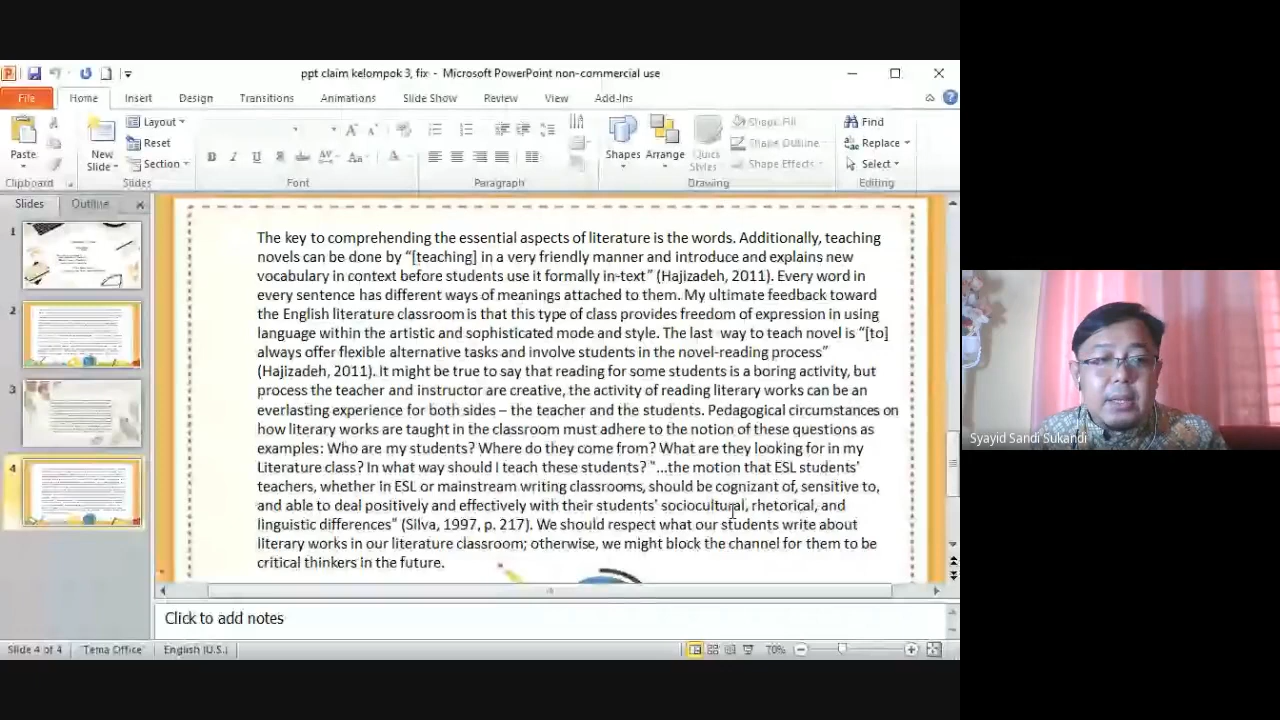 ppt claim kelompok 3, fix - Microsoft PowerPoint non-commercial use
File Home Insert Design Transitions Animations Slide Show Review View Add-Ins
Paste
Clipboard
New
Slide
Layout
Reset
Section
Slides
Font
Paragraph
Shapes
Arrange
Quick
Styles
Shape Fill
Shape Outline
Shape Effects
Drawing
Find
Replace
Select
Editing
Slides Outline
1
2
3
4
The key to comprehending the essential aspects of literature is the words. Additionally, teaching
novels can be done by “[teaching] in a very friendly manner and introduce and explains new
vocabulary in context before students use it formally in-text” (Hajizadeh, 2011). Every word in
every sentence has different ways of meanings attached to them. My ultimate feedback toward
the English literature classroom is that this type of class provides freedom of expression in using
language within the artistic and sophisticated mode and style. The last way to teach novel is “[to]
always offer flexible alternative tasks and involve students in the novel-reading process”
(Hajizadeh, 2011). It might be true to say that reading for some students is a boring activity, but
process the teacher and instructor are creative, the activity of reading literary works can be an
everlasting experience for both sides – the teacher and the students. Pedagogical circumstances on
how literary works are taught in the classroom must adhere to the notion of these questions as
examples: Who are my students? Where do they come from? What are they looking for in my
Literature class? In what way should I teach these students? “...the motion that ESL students’
teachers, whether in ESL or mainstream writing classrooms, should be cognizant of, sensitive to,
and able to deal positively and effectively with their students’ sociocultural, rhetorical, and
linguistic differences” (Silva, 1997, p. 217). We should respect what our students write about
literary works in our literature classroom; otherwise, we might block the channel for them to be
critical thinkers in the future.
Click to add notes
Slide 4 of 4 "Tema Office" English (U.S.) 70%
Syayid Sandi Sukandi